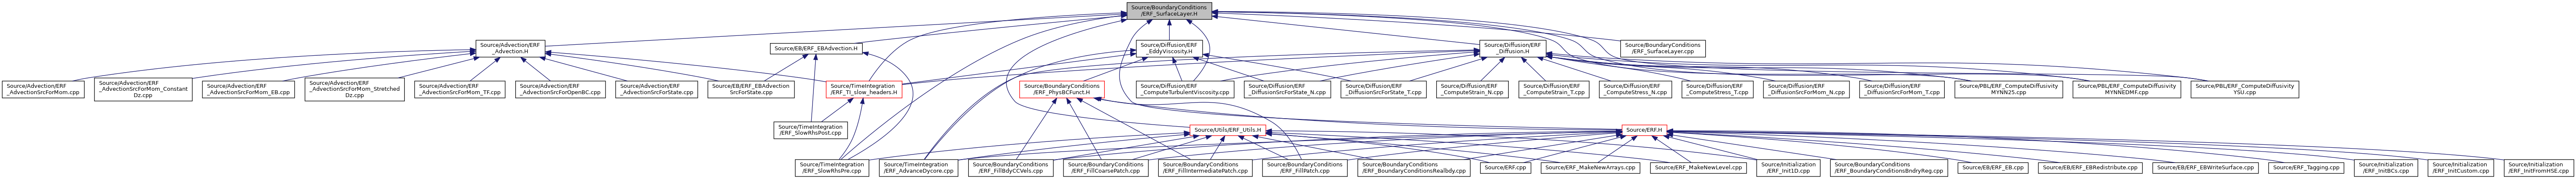 Source/BoundaryConditions
/ERF_SurfaceLayer.H
Source/Advection/ERF
_Advection.H
Source/EB/ERF_EBAdvection.H
Source/Diffusion/ERF
_EddyViscosity.H
Source/Diffusion/ERF
_Diffusion.H
Source/BoundaryConditions
/ERF_SurfaceLayer.cpp
Source/Advection/ERF
_AdvectionSrcForMom.cpp
Source/Advection/ERF
_AdvectionSrcForMom_Constant
Dz.cpp
Source/Advection/ERF
_AdvectionSrcForMom_EB.cpp
Source/Advection/ERF
_AdvectionSrcForMom_Stretched
Dz.cpp
Source/Advection/ERF
_AdvectionSrcForMom_TF.cpp
Source/Advection/ERF
_AdvectionSrcForOpenBC.cpp
Source/Advection/ERF
_AdvectionSrcForState.cpp
Source/EB/ERF_EBAdvection
SrcForState.cpp
Source/TimeIntegration
/ERF_TI_slow_headers.H
Source/BoundaryConditions
/ERF_PhysBCFunct.H
Source/Diffusion/ERF
_ComputeTurbulentViscosity.cpp
Source/Diffusion/ERF
_DiffusionSrcForState_N.cpp
Source/Diffusion/ERF
_DiffusionSrcForState_T.cpp
Source/Diffusion/ERF
_ComputeStrain_N.cpp
Source/Diffusion/ERF
_ComputeStrain_T.cpp
Source/Diffusion/ERF
_ComputeStress_N.cpp
Source/Diffusion/ERF
_ComputeStress_T.cpp
Source/Diffusion/ERF
_DiffusionSrcForMom_N.cpp
Source/Diffusion/ERF
_DiffusionSrcForMom_T.cpp
Source/PBL/ERF_ComputeDiffusivity
MYNN25.cpp
Source/PBL/ERF_ComputeDiffusivity
MYNNEDMF.cpp
Source/PBL/ERF_ComputeDiffusivity
YSU.cpp
Source/TimeIntegration
/ERF_SlowRhsPost.cpp
Source/Utils/ERF_Utils.H
Source/ERF.H
Source/TimeIntegration
/ERF_SlowRhsPre.cpp
Source/TimeIntegration
/ERF_AdvanceDycore.cpp
Source/BoundaryConditions
/ERF_FillBdyCCVels.cpp
Source/BoundaryConditions
/ERF_FillCoarsePatch.cpp
Source/BoundaryConditions
/ERF_FillIntermediatePatch.cpp
Source/BoundaryConditions
/ERF_FillPatch.cpp
Source/BoundaryConditions
/ERF_BoundaryConditionsRealbdy.cpp
Source/ERF.cpp
Source/ERF_MakeNewArrays.cpp
Source/ERF_MakeNewLevel.cpp
Source/Initialization
/ERF_Init1D.cpp
Source/BoundaryConditions
/ERF_BoundaryConditionsBndryReg.cpp
Source/EB/ERF_EB.cpp
Source/EB/ERF_EBRedistribute.cpp
Source/EB/ERF_EBWriteSurface.cpp
Source/ERF_Tagging.cpp
Source/Initialization
/ERF_InitBCs.cpp
Source/Initialization
/ERF_InitCustom.cpp
Source/Initialization
/ERF_InitFromHSE.cpp